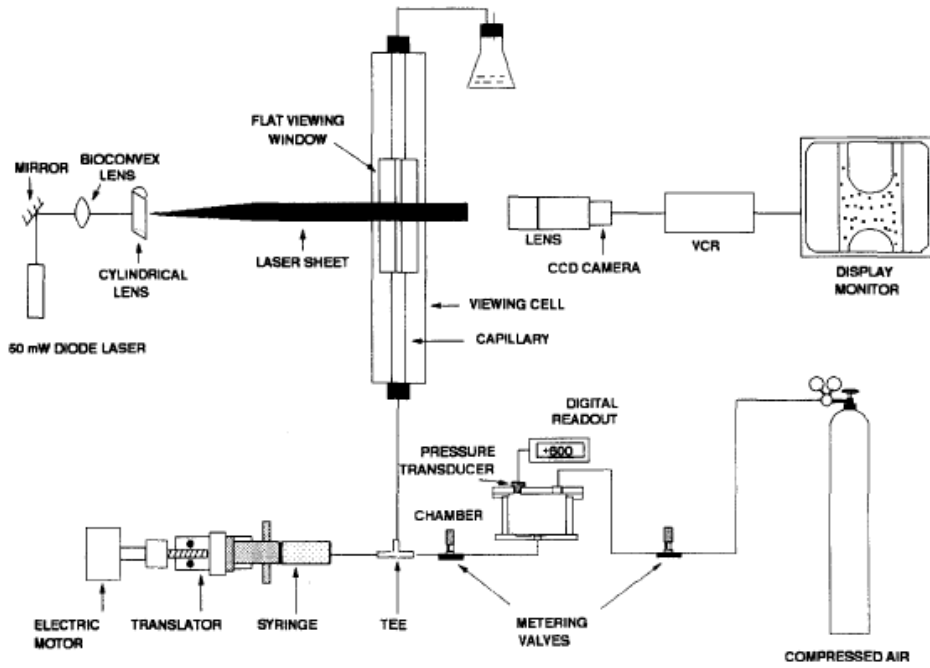 FLAT VIEWING
WINDOW
BIOCONVEX
LENS
MIRROR
LASER SHEET
CYLINDRICAL
LENS
LENS
CCD CAMERA
VCR
DISPLAY
MONITOR
VIEWING CELL
CAPILLARY
50 mW DIODE LASER
DIGITAL
READOUT
+600
PRESSURE
TRANSDUCER
CHAMBER
ELECTRIC
MOTOR
TRANSLATOR
SYRINGE
TEE
METERING
VALVES
COMPRESSED AIR